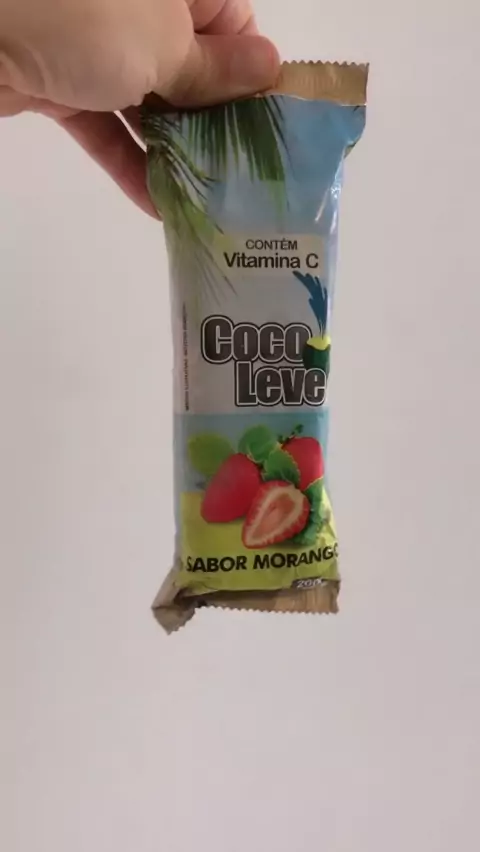 CONTÉM
Vitamina C
Coco
Leve
SABOR MORANGO